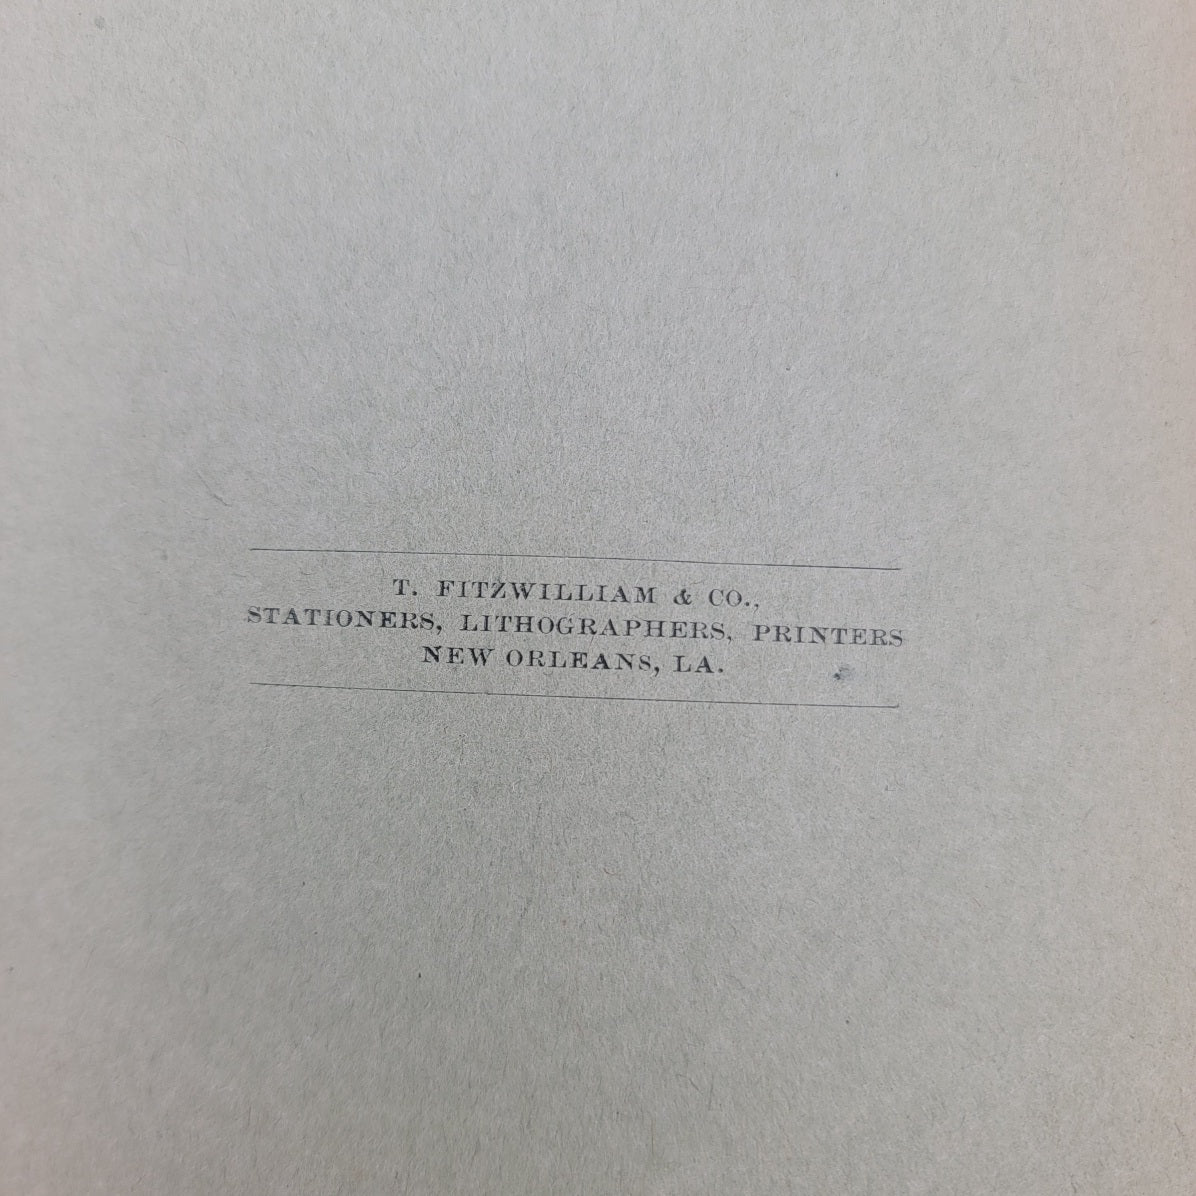 T. FITZWILLIAM & CO.,
STATIONERS, LITHOGRAPHERS, PRINTERS
NEW ORLEANS, LA.